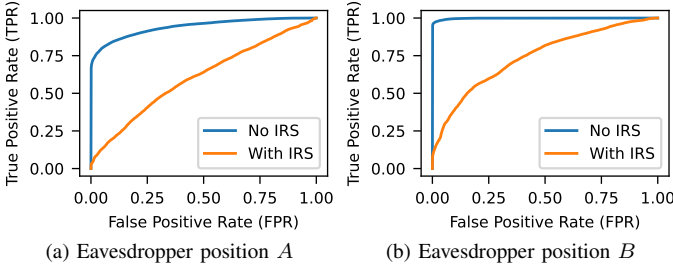 True Positive Rate (TPR)
1.00
0.75
0.50
0.25
0.00
No IRS
With IRS
0.00 0.25 0.50 0.75 1.00
False Positive Rate (FPR)
(a) Eavesdropper position A
True Positive Rate (TPR)
1.00
0.75
0.50
0.25
0.00
No IRS
With IRS
0.00 0.25 0.50 0.75 1.00
False Positive Rate (FPR)
(b) Eavesdropper position B